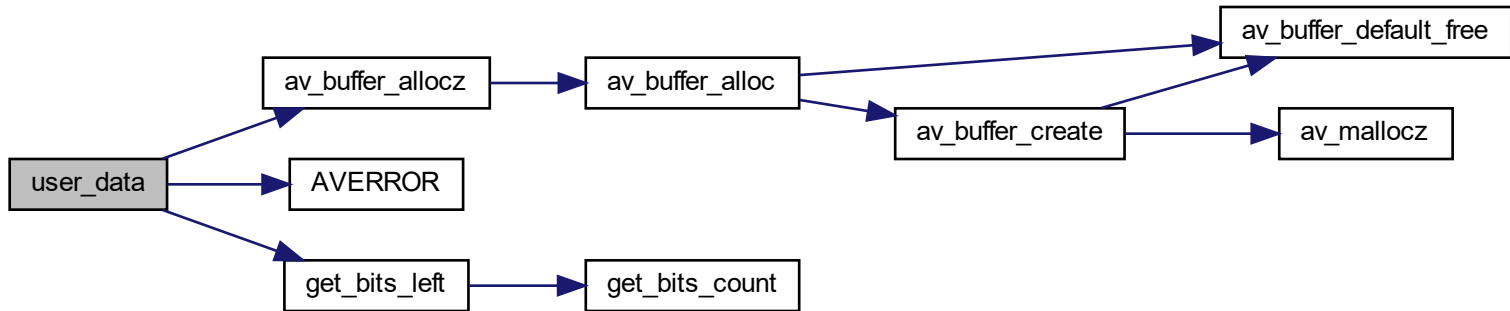 user_data
av_buffer_allocz
AVERROR
get_bits_left
av_buffer_alloc
get_bits_count
av_buffer_create
av_buffer_default_free
av_mallocz